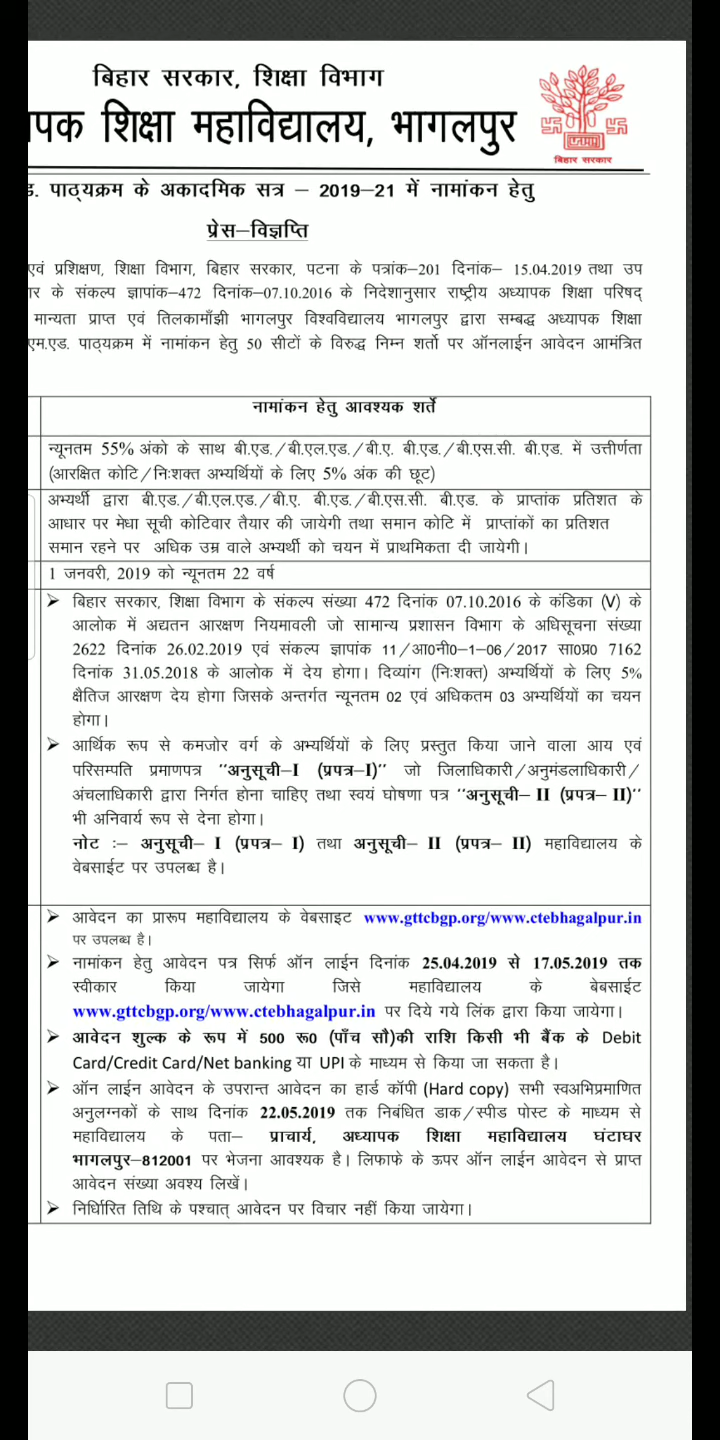 बिहार सरकार, शिक्षा विभाग
पक शिक्षा महाविद्यालय, भागलपुर
बिहार सरकार
ड. पाठ्यक्रम के अकादमिक सत्र – 2019–21 में नामांकन हेतु
प्रेस–विज्ञप्ति
एवं प्रशिक्षण, शिक्षा विभाग, बिहार सरकार, पटना के पत्रांक–201 दिनांक– 15.04.2019 तथा उप
ार के संकल्प ज्ञापांक–472 दिनांक–07.10.2016 के निदेशानुसार राष्ट्रीय अध्यापक शिक्षा परिषद्
मान्यता प्राप्त एवं तिलकामाँझी भागलपुर विश्वविद्यालय भागलपुर द्वारा सम्बद्ध अध्यापक शिक्षा
एम.एड. पाठ्यक्रम में नामांकन हेतु 50 सीटों के विरुद्ध निम्न शर्तो पर ऑनलाईन आवेदन आमंत्रित
नामांकन हेतु आवश्यक शर्ते
न्यूनतम 55% अंको के साथ बी.एड./बी.एल.एड./बी.ए. बी.एड./बी.एस.सी. बी.एड. में उत्तीर्णता
(आरक्षित कोटि/निःशक्त अभ्यर्थियों के लिए 5% अंक की छूट)
अभ्यर्थी द्वारा बी.एड./बी.एल.एड./बी.ए. बी.एड./बी.एस.सी. बी.एड. के प्राप्तांक प्रतिशत के
आधार पर मेधा सूची कोटिवार तैयार की जायेगी तथा समान कोटि में प्राप्तांकों का प्रतिशत
समान रहने पर अधिक उम्र वाले अभ्यर्थी को चयन में प्राथमिकता दी जायेगी।
1 जनवरी, 2019 को न्यूनतम 22 वर्ष
➢ बिहार सरकार, शिक्षा विभाग के संकल्प संख्या 472 दिनांक 07.10.2016 के कंडिका (V) के
आलोक में अद्यतन आरक्षण नियमावली जो सामान्य प्रशासन विभाग के अधिसूचना संख्या
2622 दिनांक 26.02.2019 एवं संकल्प ज्ञापांक 11/आ0नी0–1–06/2017 सा0प्र0 7162
दिनांक 31.05.2018 के आलोक में देय होगा। दिव्यांग (निःशक्त) अभ्यर्थियों के लिए 5%
क्षैतिज आरक्षण देय होगा जिसके अन्तर्गत न्यूनतम 02 एवं अधिकतम 03 अभ्यर्थियों का चयन
होगा।
➢ आर्थिक रूप से कमजोर वर्ग के अभ्यर्थियों के लिए प्रस्तुत किया जाने वाला आय एवं
परिसम्पति प्रमाणपत्र "अनुसूची–I (प्रपत्र–I)" जो जिलाधिकारी/अनुमंडलाधिकारी/
अंचलाधिकारी द्वारा निर्गत होना चाहिए तथा स्वयं घोषणा पत्र "अनुसूची– II (प्रपत्र– II)"
भी अनिवार्य रूप से देना होगा।
नोट :– अनुसूची– I (प्रपत्र– I) तथा अनुसूची– II (प्रपत्र– II) महाविद्यालय के
वेबसाईट पर उपलब्ध है।
➢ आवेदन का प्रारूप महाविद्यालय के वेबसाइट www.gttcbgp.org/www.ctebhagalpur.in
पर उपलब्ध है।
➢ नामांकन हेतु आवेदन पत्र सिर्फ ऑन लाईन दिनांक 25.04.2019 से 17.05.2019 तक
स्वीकार किया जायेगा जिसे महाविद्यालय के बेबसाईट
www.gttcbgp.org/www.ctebhagalpur.in पर दिये गये लिंक द्वारा किया जायेगा।
➢ आवेदन शुल्क के रूप में 500 रू0 (पाँच सौ)की राशि किसी भी बैंक के Debit
Card/Credit Card/Net banking या UPI के माध्यम से किया जा सकता है।
➢ ऑन लाईन आवेदन के उपरान्त आवेदन का हार्ड कॉपी (Hard copy) सभी स्वअभिप्रमाणित
अनुलग्नकों के साथ दिनांक 22.05.2019 तक निबंधित डाक/स्पीड पोस्ट के माध्यम से
महाविद्यालय के पता– प्राचार्य, अध्यापक शिक्षा महाविद्यालय घंटाघर
भागलपुर–812001 पर भेजना आवश्यक है। लिफाफे के ऊपर ऑन लाईन आवेदन से प्राप्त
आवेदन संख्या अवश्य लिखें।
➢ निर्धारित तिथि के पश्चात् आवेदन पर विचार नहीं किया जायेगा।